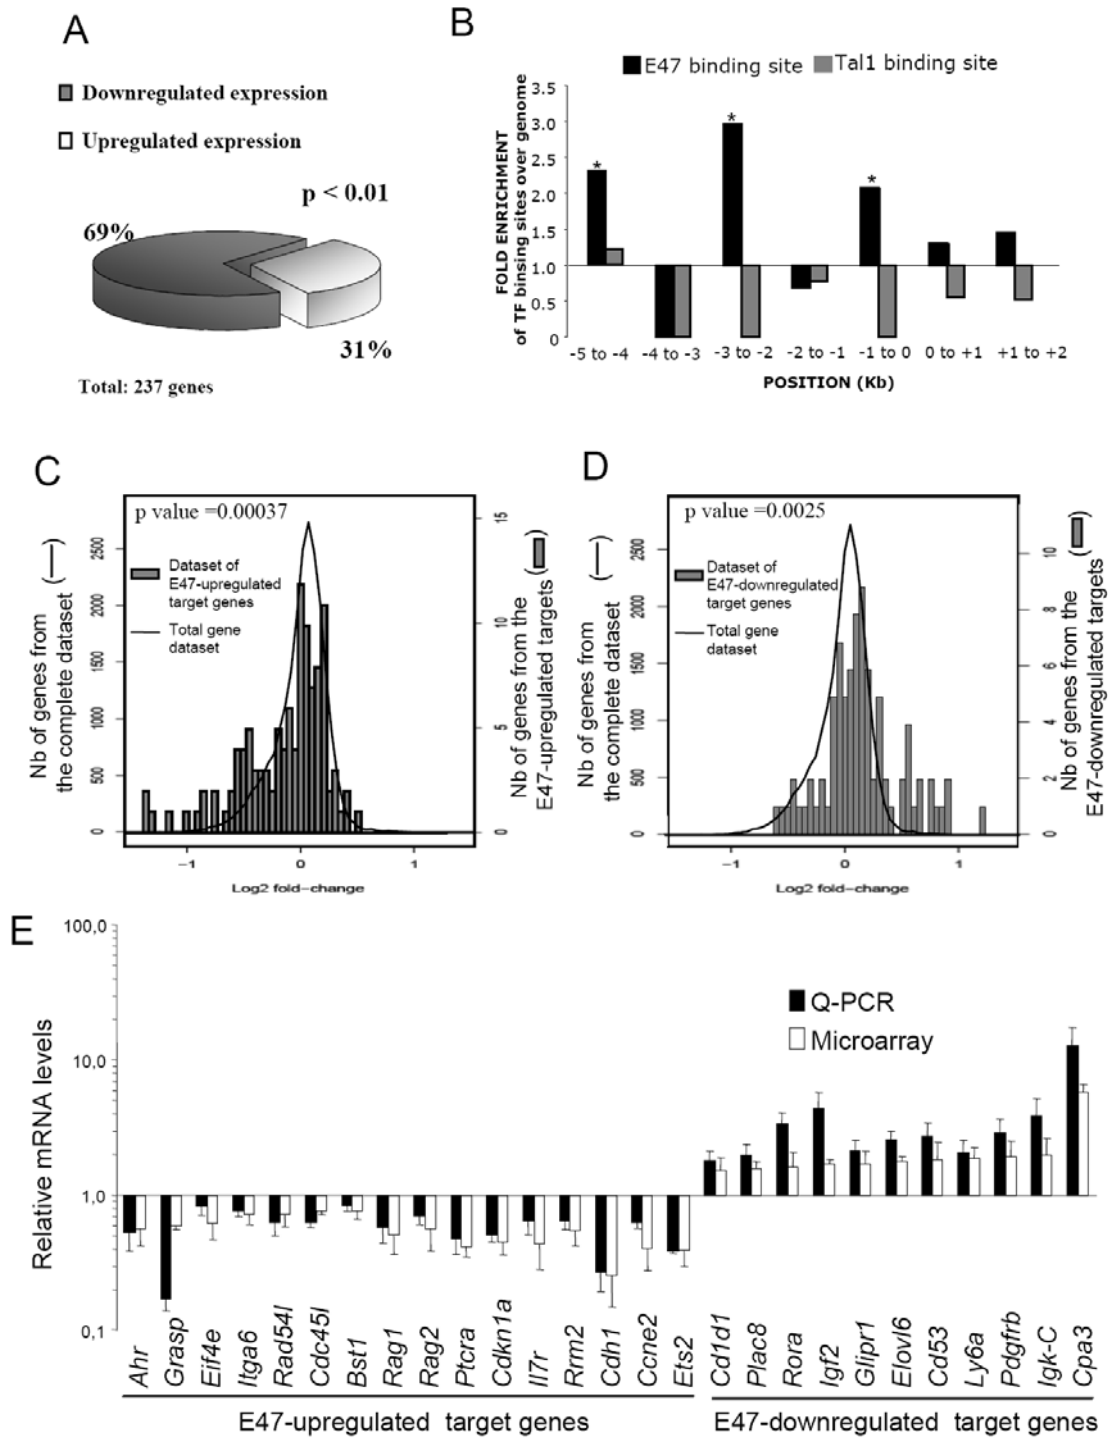 A
Downregulated expression
Upregulated expression
p < 0.01
69%
31%
Total: 237 genes
B
E47 binding site
Tal1 binding site
FOLD ENRICHMENT
of TF binsing sites over genome
3.5
3.0
2.5
2.0
1.5
1.0
0.5
0
*
*
*
-5 to -4
-4 to -3
-3 to -2
-2 to -1
-1 to 0
0 to +1
+1 to +2
POSITION (Kb)
C
p value =0.00037
Dataset of
E47-upregulated
target genes
Total gene
dataset
Nb of genes from
the complete dataset (—)
2500
2000
1500
1000
500
0
15
10
5
0
Nb of genes from the
E47-upregulated targets ( )
-1
0
1
Log2 fold-change
D
p value =0.0025
Dataset of
E47-downregulated
target genes
Total gene
dataset
Nb of genes from
the complete dataset (—)
2500
2000
1500
1000
500
0
10
8
6
4
2
0
Nb of genes from the
E47-downregulated targets ( )
-1
0
1
Log2 fold-change
E
Relative mRNA levels
100,0
10,0
1,0
0,1
Q-PCR
Microarray
Ahr
Grasp
Eif4e
Itga6
Rad54l
Cdc45l
Bst1
Rag1
Rag2
Ptcra
Cdkn1a
Il7r
Rrm2
Cdh1
Ccne2
Ets2
Cd1d1
Plac8
Rora
Igf2
Glipr1
Elovl6
Cd53
Ly6a
Pdgfrb
Igk-C
Cpa3
E47-upregulated target genes
E47-downregulated target genes